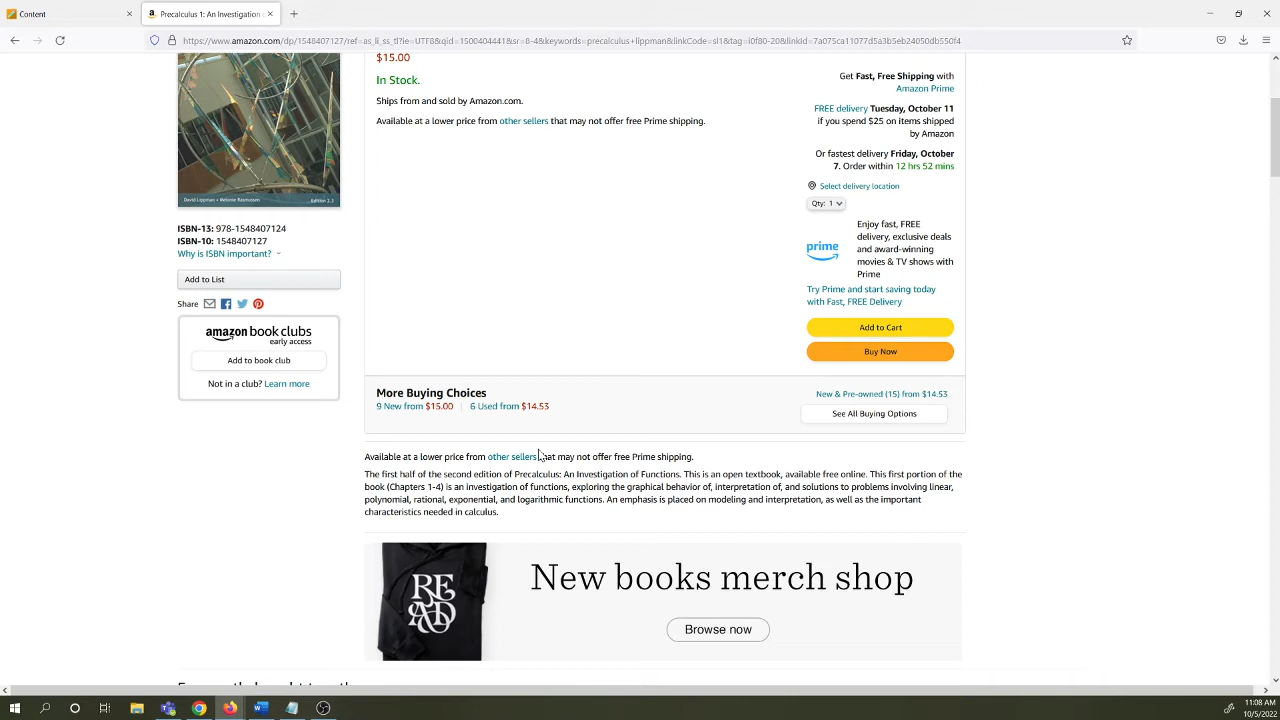 Content
Precalculus 1: An Investigation o
https://www.amazon.com/dp/1548407127/ref=as_li_ss_tl?ie=UTF8&qid=1500404441&sr=8-4&keywords=precalculus+lippman&linkCode=sl1&tag=i0f80-20&linkId=7a075ca11077d5a3b5eb24050db590f4
David Lippman • Melonie Rasmussen
Edition 2.3
ISBN-13: 978-1548407124
ISBN-10: 1548407127
Why is ISBN important?
Add to List
Share
amazon book clubs
early access
Add to book club
Not in a club? Learn more
$15.00
In Stock.
Ships from and sold by Amazon.com.
Available at a lower price from other sellers that may not offer free Prime shipping.
Get Fast, Free Shipping with
Amazon Prime
FREE delivery Tuesday, October 11
if you spend $25 on items shipped
by Amazon
Or fastest delivery Friday, October
7. Order within 12 hrs 52 mins
Select delivery location
Qty: 1
prime
Enjoy fast, FREE
delivery, exclusive deals
and award-winning
movies & TV shows with
Prime
Try Prime and start saving today
with Fast, FREE Delivery
Add to Cart
Buy Now
More Buying Choices
9 New from $15.00 | 6 Used from $14.53
New & Pre-owned (15) from $14.53
See All Buying Options
Available at a lower price from other sellers that may not offer free Prime shipping.
The first half of the second edition of Precalculus: An Investigation of Functions. This is an open textbook, available free online. This first portion of the
book (Chapters 1-4) is an investigation of functions, exploring the graphical behavior of, interpretation of, and solutions to problems involving linear,
polynomial, rational, exponential, and logarithmic functions. An emphasis is placed on modeling and interpretation, as well as the important
characteristics needed in calculus.
READ
New books merch shop
Browse now
11:08 AM
10/5/2022